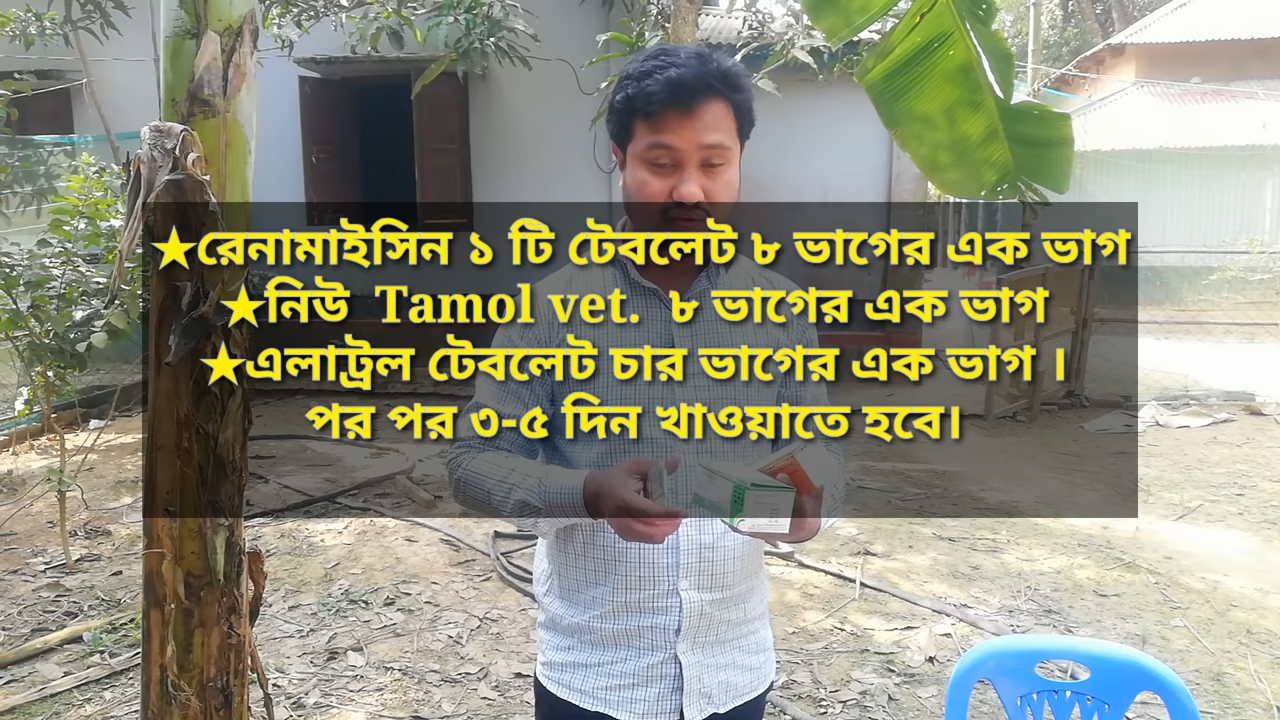 ★রেনামাইসিন ১ টি টেবলেট ৮ ভাগের এক ভাগ
★নিউ Tamol vet. ৮ ভাগের এক ভাগ
★এলাট্রল টেবলেট চার ভাগের এক ভাগ ।
পর পর ৩-৫ দিন খাওয়াতে হবে।